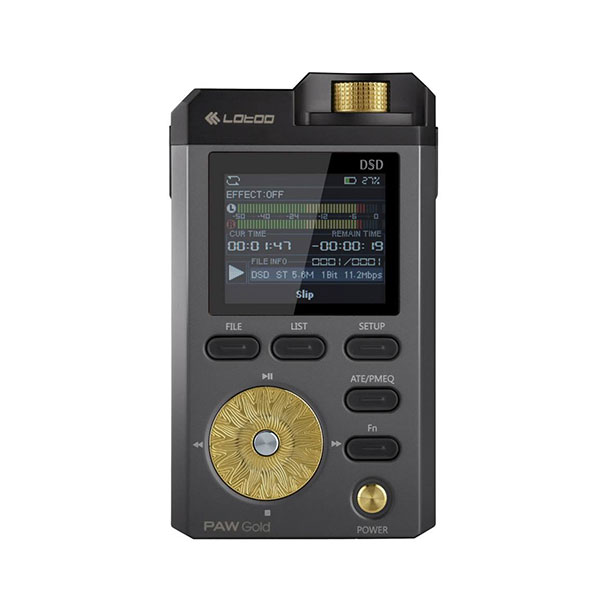 LOTOO
DSD
27%
EFFECT:OFF
L -50 -40 -24 -12 -6 0
R
CUR TIME REMAIN TIME
00:01:47 -00:00:19
FILE INFO 0001/0001
DSD ST 5.6M 1Bit 11.2Mbps
Slip
FILE LIST SETUP
ATE/PMEQ
Fn
PAW Gold
POWER